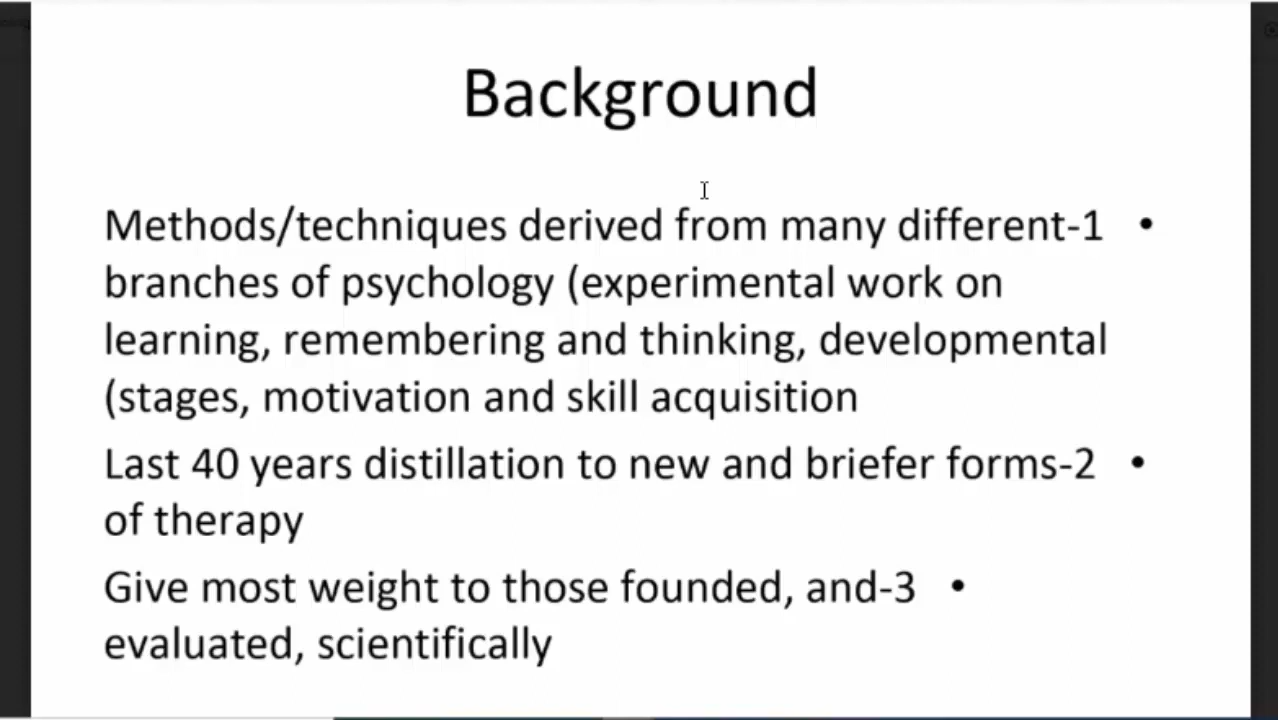 Background
Methods/techniques derived from many different-1 •
branches of psychology (experimental work on
learning, remembering and thinking, developmental
(stages, motivation and skill acquisition
Last 40 years distillation to new and briefer forms-2 •
of therapy
Give most weight to those founded, and-3 •
evaluated, scientifically